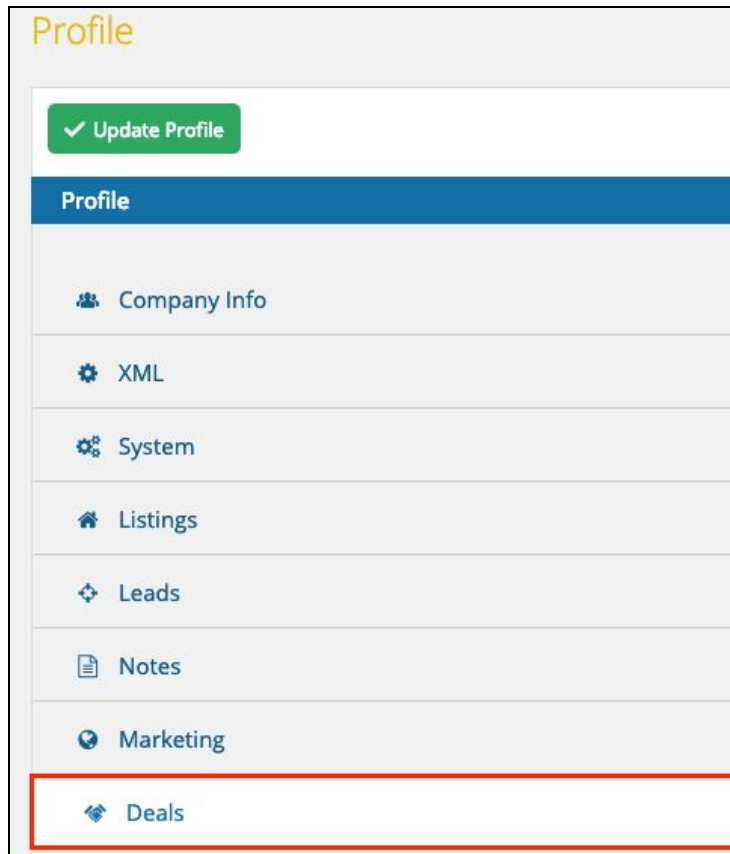 Profile
Update Profile
Profile
Company Info
XML
System
Listings
Leads
Notes
Marketing
Deals